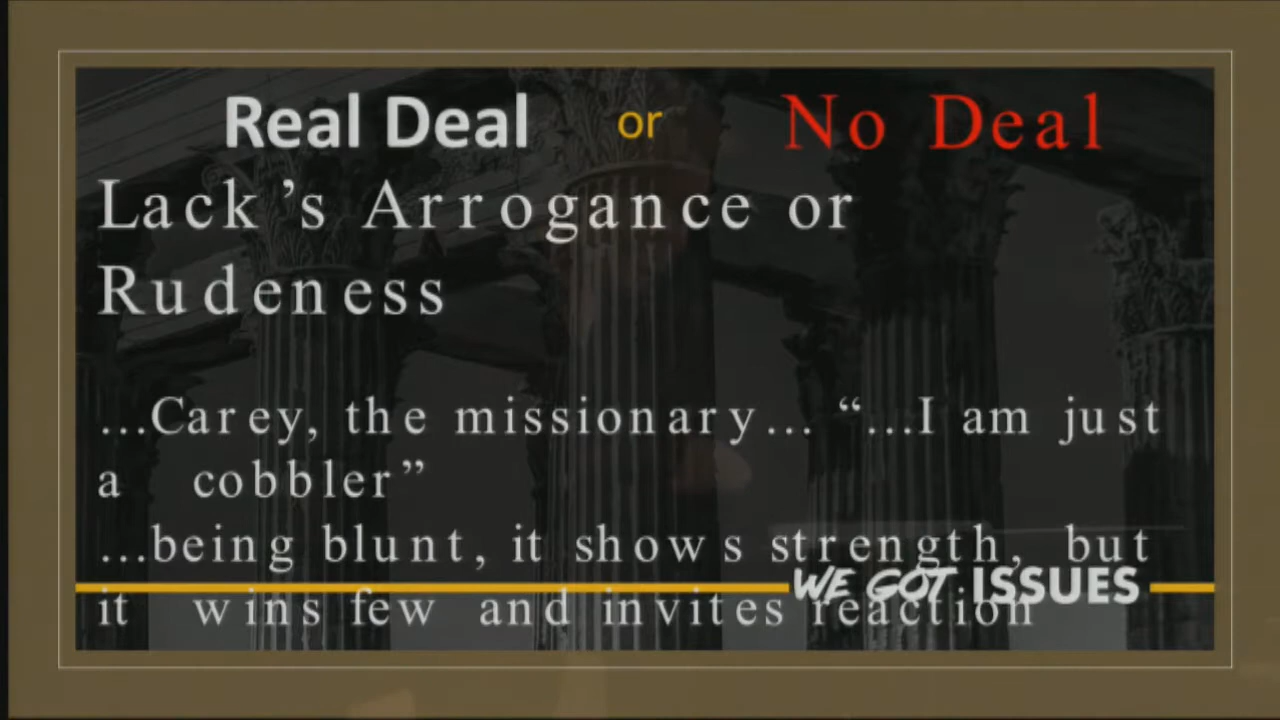 Real Deal or No Deal
Lack's Arrogance or
Rudeness
...Carey, the missionary... “...I am just
a cobbler”
...being blunt, it shows strength, but
WE GOT ISSUES
it wins few and invites reaction